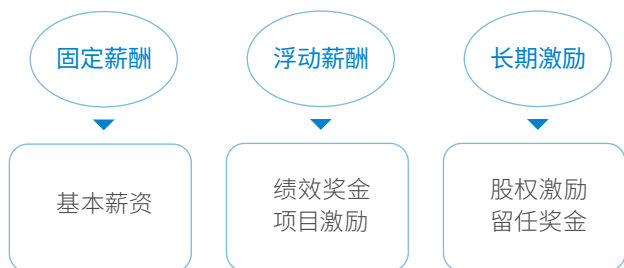 固定薪酬
浮动薪酬
长期激励
基本薪资
绩效奖金
项目激励
股权激励
留任奖金